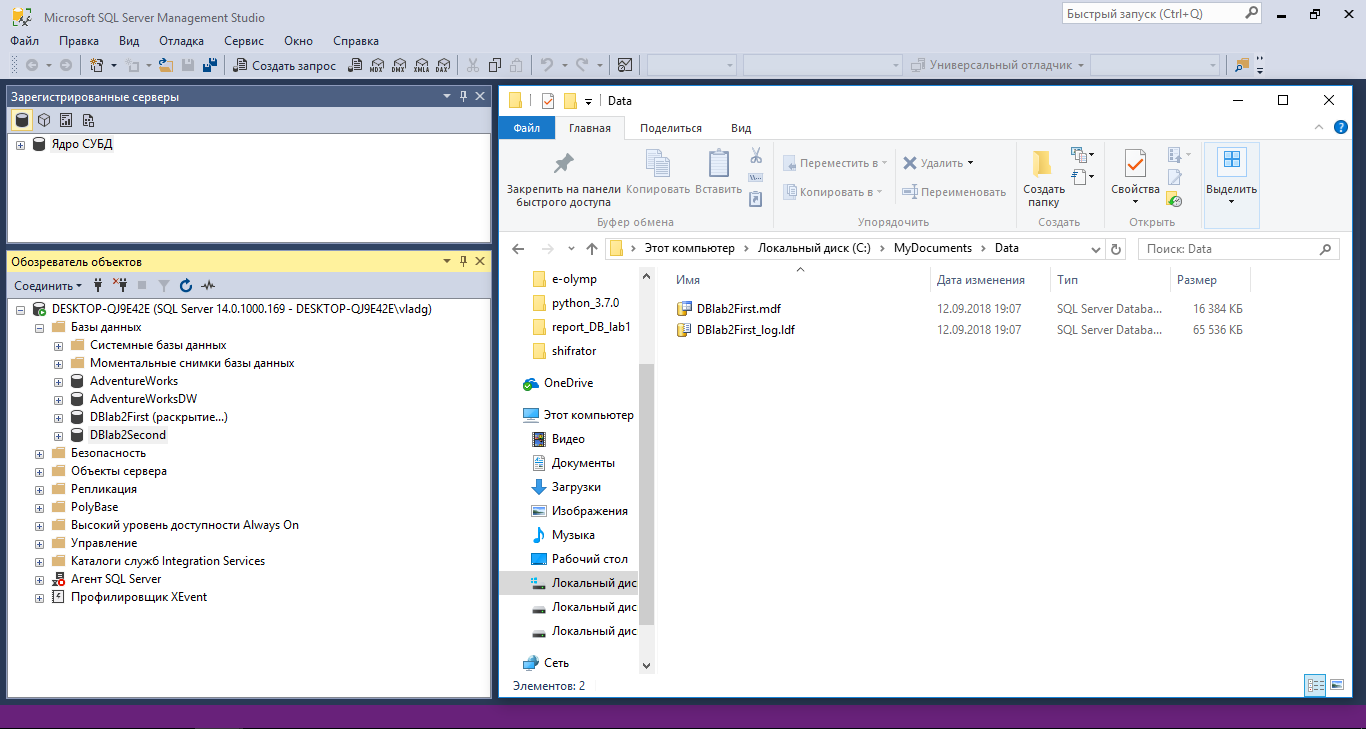 Microsoft SQL Server Management Studio
Быстрый запуск (Ctrl+Q)
Файл Правка Вид Отладка Сервис Окно Справка
Создать запрос MDX DMX XMLA DAX Универсальный отладчик
Зарегистрированные серверы
Ядро СУБД
Обозреватель объектов
Соединить
DESKTOP-QJ9E42E (SQL Server 14.0.1000.169 - DESKTOP-QJ9E42E\vladg)
Базы данных
Системные базы данных
Моментальные снимки базы данных
AdventureWorks
AdventureWorksDW
DBlab2First (раскрытие...)
DBlab2Second
Безопасность
Объекты сервера
Репликация
PolyBase
Высокий уровень доступности Always On
Управление
Каталоги служб Integration Services
Агент SQL Server
Профилировщик XEvent
Data
Файл Главная Поделиться Вид
Закрепить на панели быстрого доступа
Копировать
Вставить
Переместить в
Копировать в
Удалить
Переименовать
Создать папку
Свойства
Выделить
Буфер обмена Упорядочить Создать Открыть
Этот компьютер Локальный диск (C:) MyDocuments Data
Поиск: Data
e-olymp
python_3.7.0
report_DB_lab1
shifrator
OneDrive
Этот компьютер
Видео
Документы
Загрузки
Изображения
Музыка
Рабочий стол
Локальный дис
Локальный дис
Локальный дис
Сеть
Имя Дата изменения Тип Размер
DBlab2First.mdf 12.09.2018 19:07 SQL Server Databa... 16 384 КБ
DBlab2First_log.ldf 12.09.2018 19:07 SQL Server Databa... 65 536 КБ
Элементов: 2